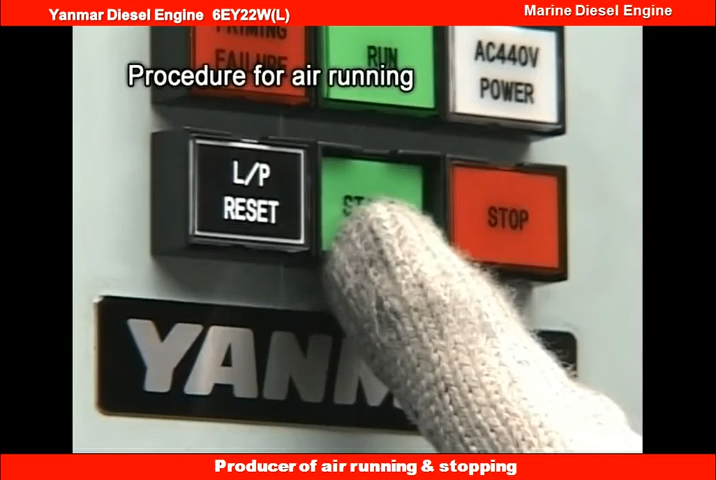 Yanmar Diesel Engine 6EY22W(L)
Marine Diesel Engine
PRIMING
FAILURE
RUN
AC440V
POWER
Procedure for air running
L/P
RESET
STOP
Producer of air running & stopping